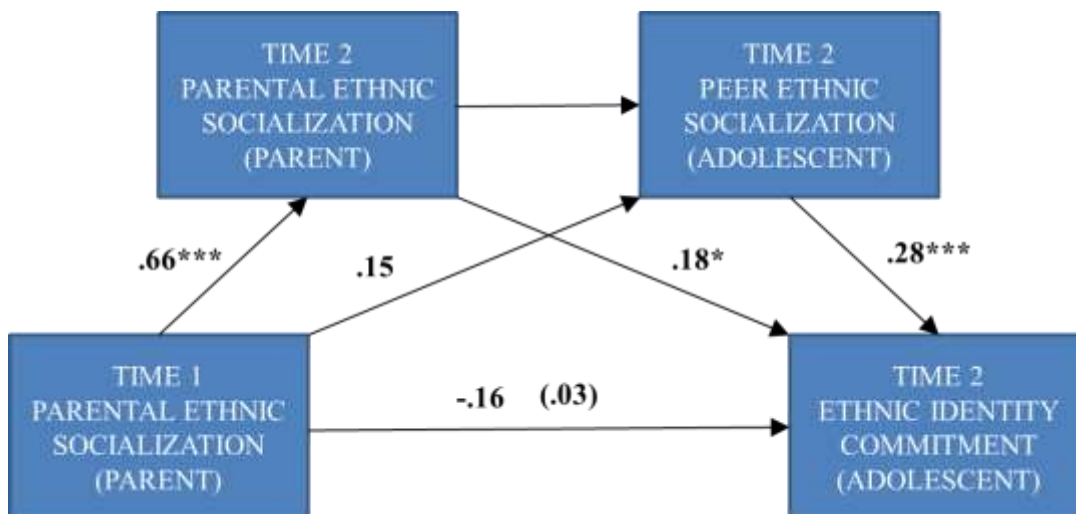 TIME 2
PARENTAL ETHNIC
SOCIALIZATION
(PARENT)
TIME 2
PEER ETHNIC
SOCIALIZATION
(ADOLESCENT)
.66***
.15
.18*
.28***
TIME 1
PARENTAL ETHNIC
SOCIALIZATION
(PARENT)
-.16 (.03)
TIME 2
ETHNIC IDENTITY
COMMITMENT
(ADOLESCENT)